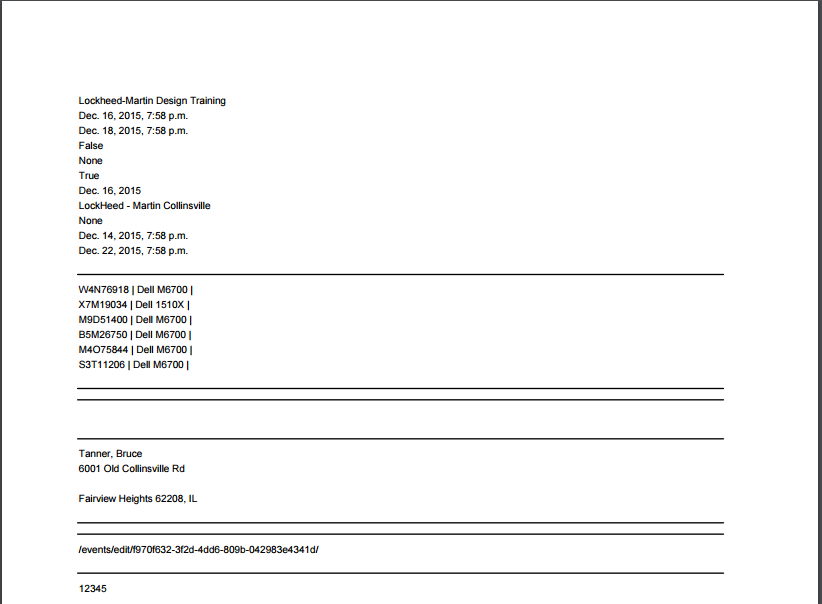 Lockheed-Martin Design Training
Dec. 16, 2015, 7:58 p.m.
Dec. 18, 2015, 7:58 p.m.
False
None
True
Dec. 16, 2015
LockHeed - Martin Collinsville
None
Dec. 14, 2015, 7:58 p.m.
Dec. 22, 2015, 7:58 p.m.
W4N76918 | Dell M6700 |
X7M19034 | Dell 1510X |
M9D51400 | Dell M6700 |
B5M26750 | Dell M6700 |
M4O75844 | Dell M6700 |
S3T11206 | Dell M6700 |
Tanner, Bruce
6001 Old Collinsville Rd
Fairview Heights 62208, IL
/events/edit/f970f632-3f2d-4dd6-809b-042983e4341d/
12345